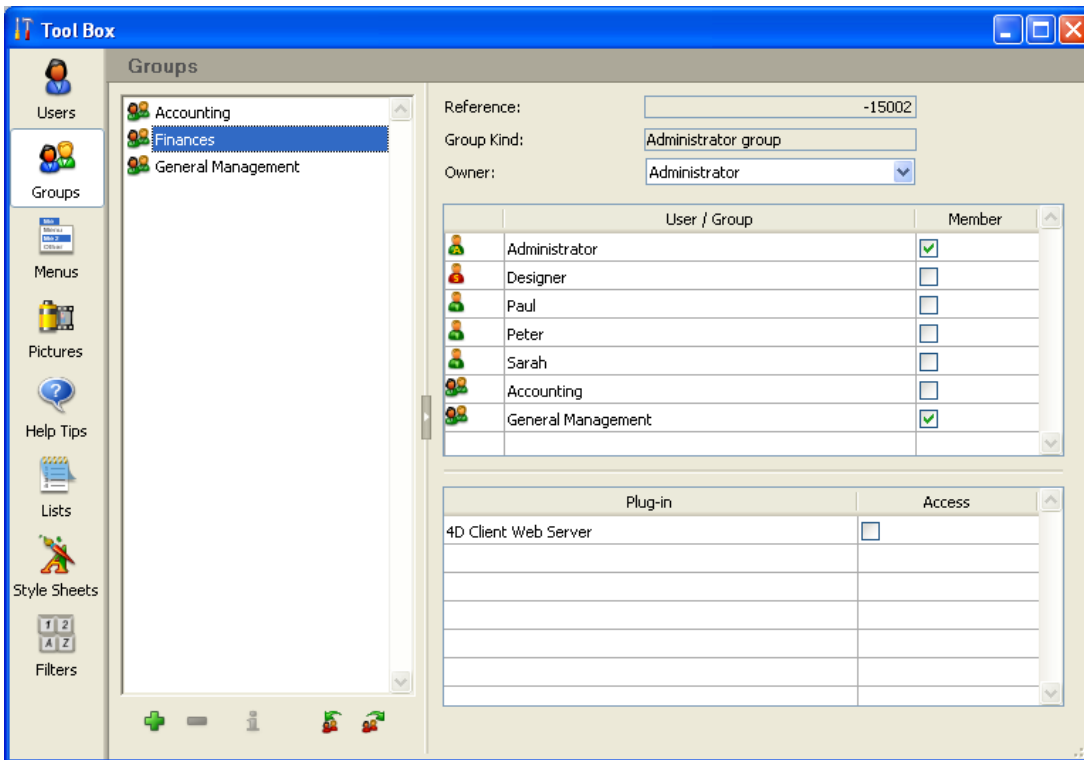 Tool Box
Groups
Users
Groups
Menus
Pictures
Help Tips
Lists
Style Sheets
Filters
Accounting
Finances
General Management
Reference: -15002
Group Kind: Administrator group
Owner: Administrator
User / Group Member
Administrator
Designer
Paul
Peter
Sarah
Accounting
General Management
Plug-in Access
4D Client Web Server